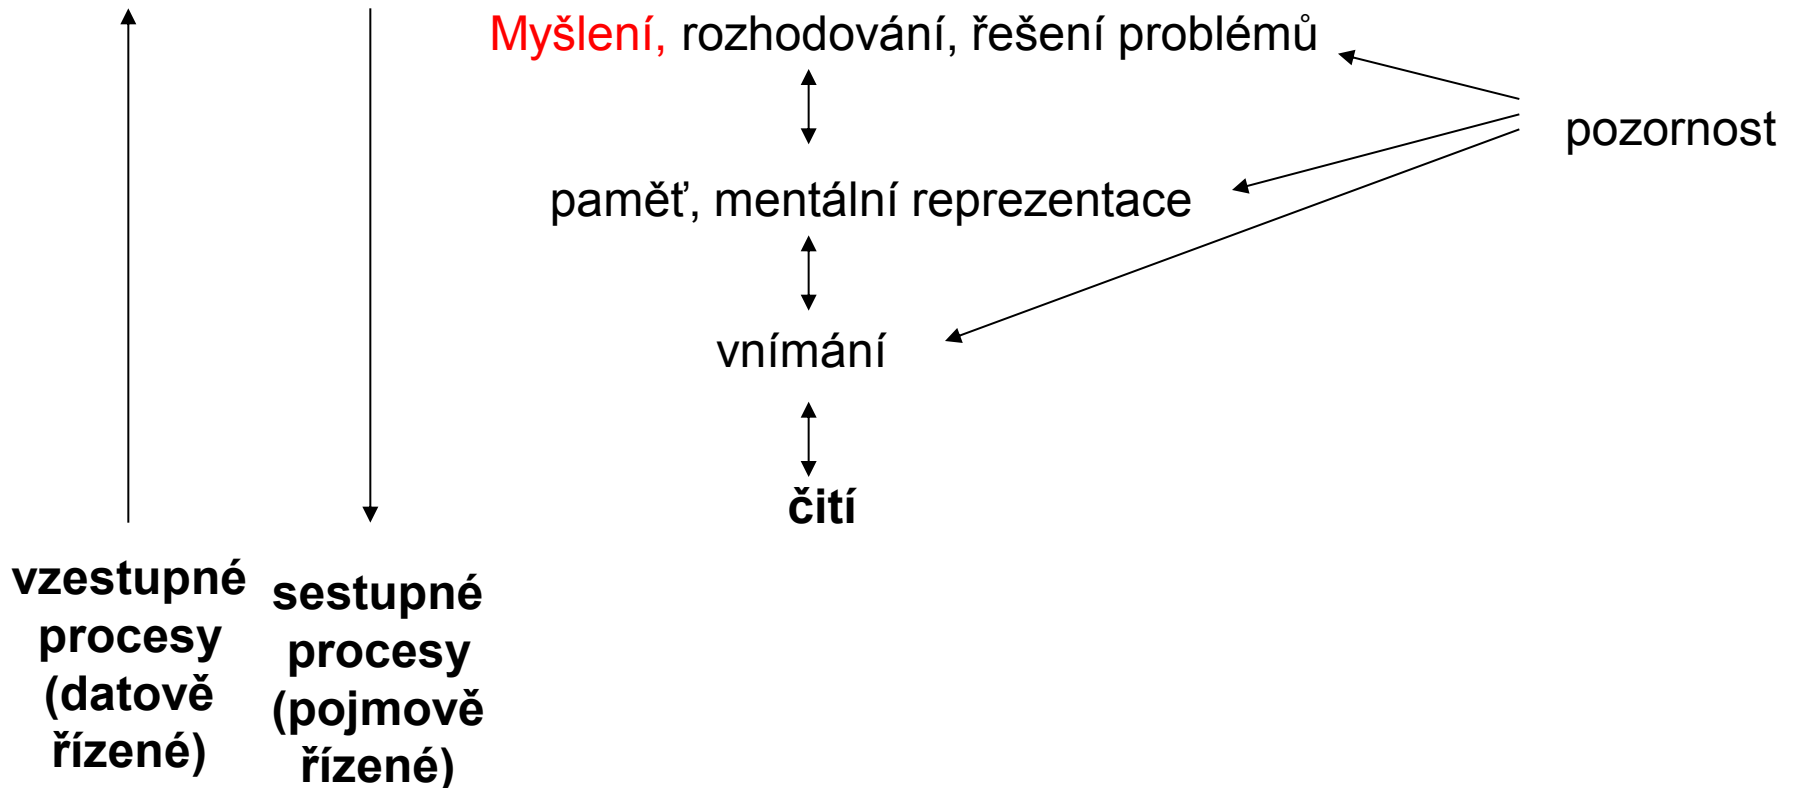 Myšlení, rozhodování, řešení problémů
pozornost
paměť, mentální reprezentace
vnímání
čití
vzestupné
procesy
(datově
řízené)
sestupné
procesy
(pojmově
řízené)